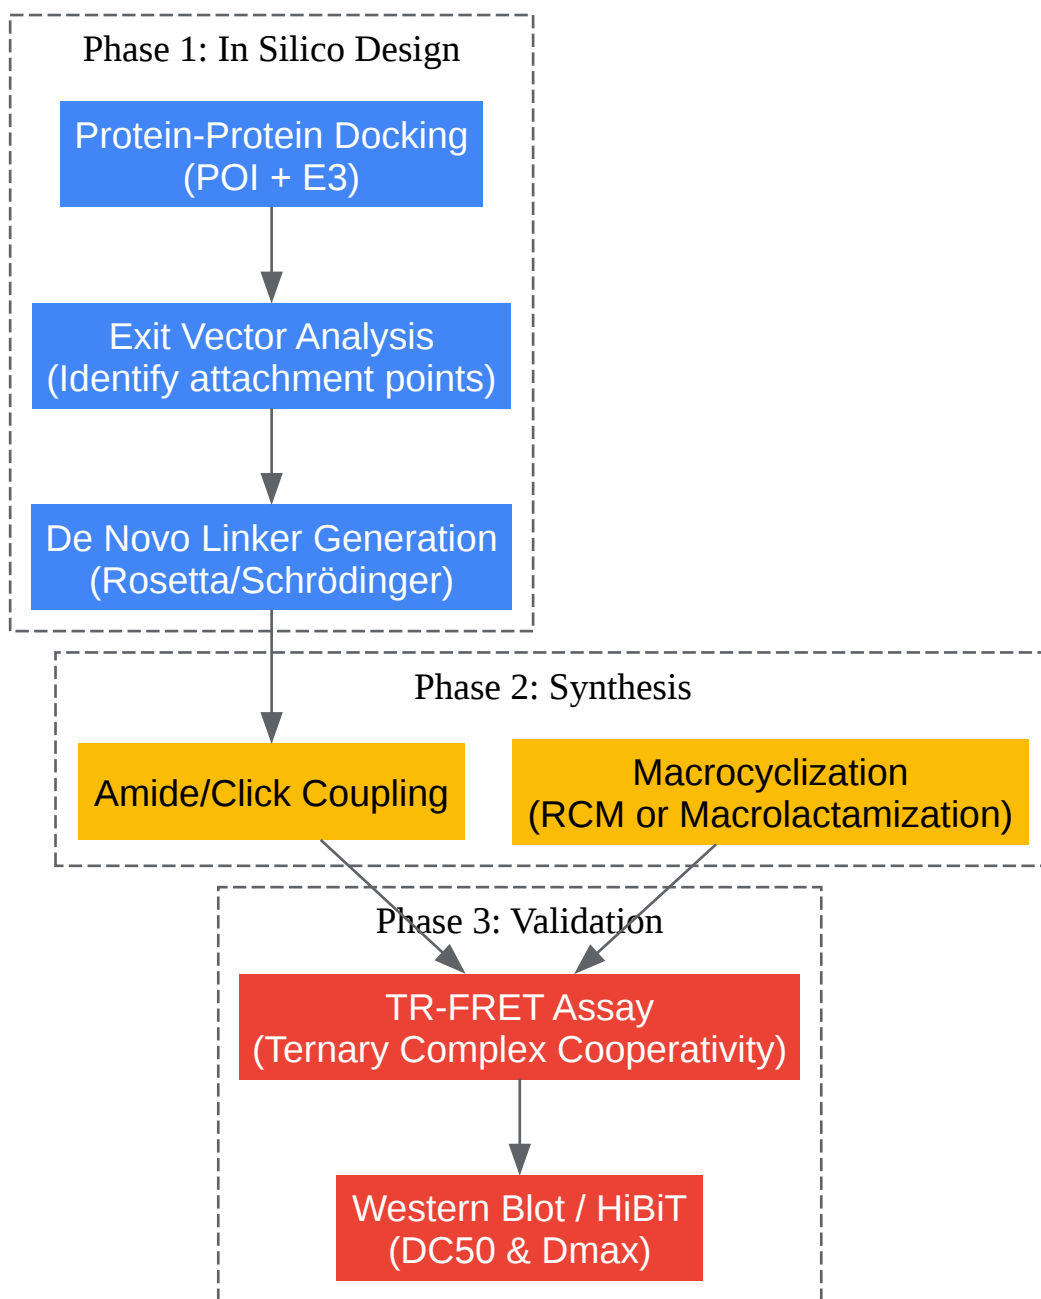 Phase 1: In Silico Design
Protein-Protein Docking
(POI + E3)
Exit Vector Analysis
(Identify attachment points)
De Novo Linker Generation
(Rosetta/Schrödinger)
Phase 2: Synthesis
Amide/Click Coupling
Macrocyclization
(RCM or Macrolactamization)
Phase 3: Validation
TR-FRET Assay
(Ternary Complex Cooperativity)
Western Blot / HiBiT
(DC50 & Dmax)